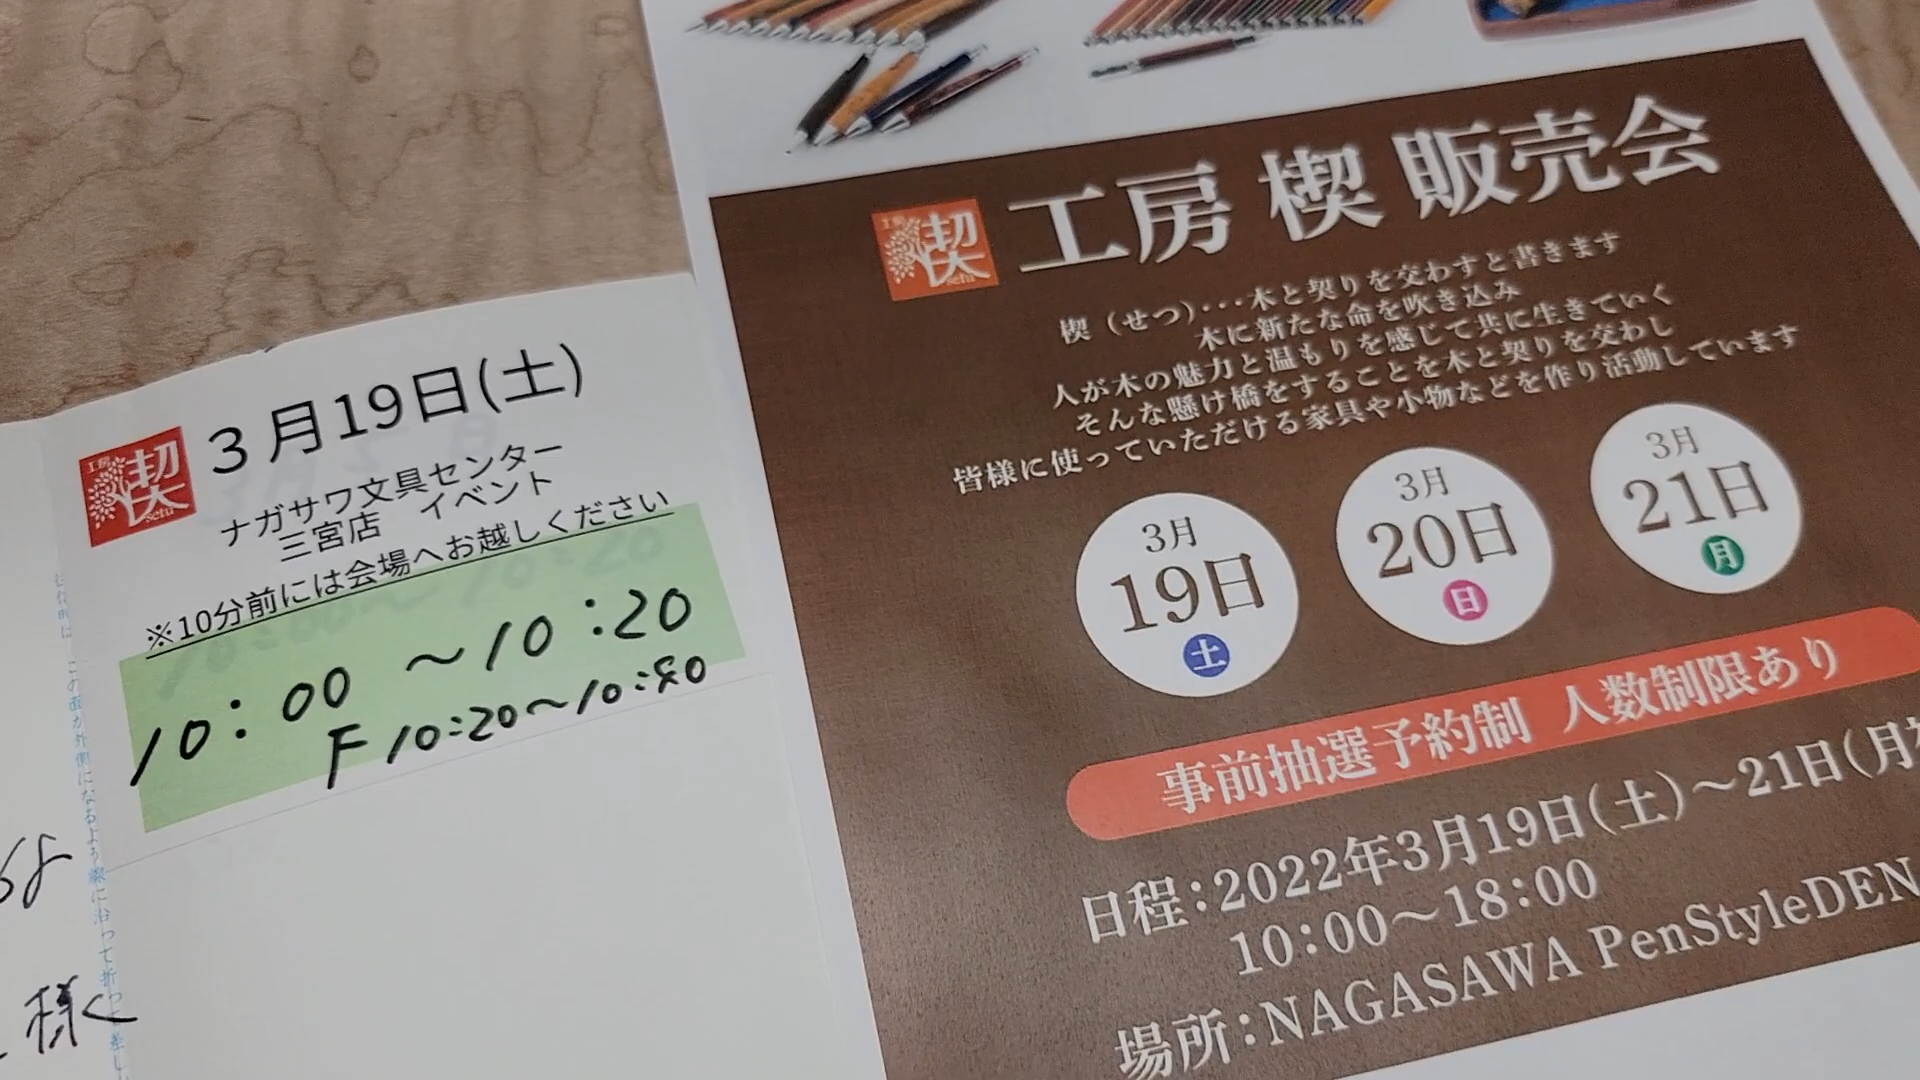 工房 楔 setu
3月19日(土)
ナガサワ文具センター
三宮店 イベント
※10分前には会場へお越しください
10:00 〜10:20
F 10:20〜10:40
様
工房 楔 setu
工房 楔 販売会
楔（せつ）･･･木と契りを交わすと書きます
木に新たな命を吹き込み
人が木の魅力と温もりを感じて共に生きていく
そんな懸け橋をすることを木と契りを交わし
皆様に使っていただける家具や小物などを作り活動しています
3月
19日
土
3月
20日
日
3月
21日
月
事前抽選予約制 人数制限あり
日程：2022年3月19日(土)〜21日(月
10：00〜18：00
場所：NAGASAWA PenStyleDEN